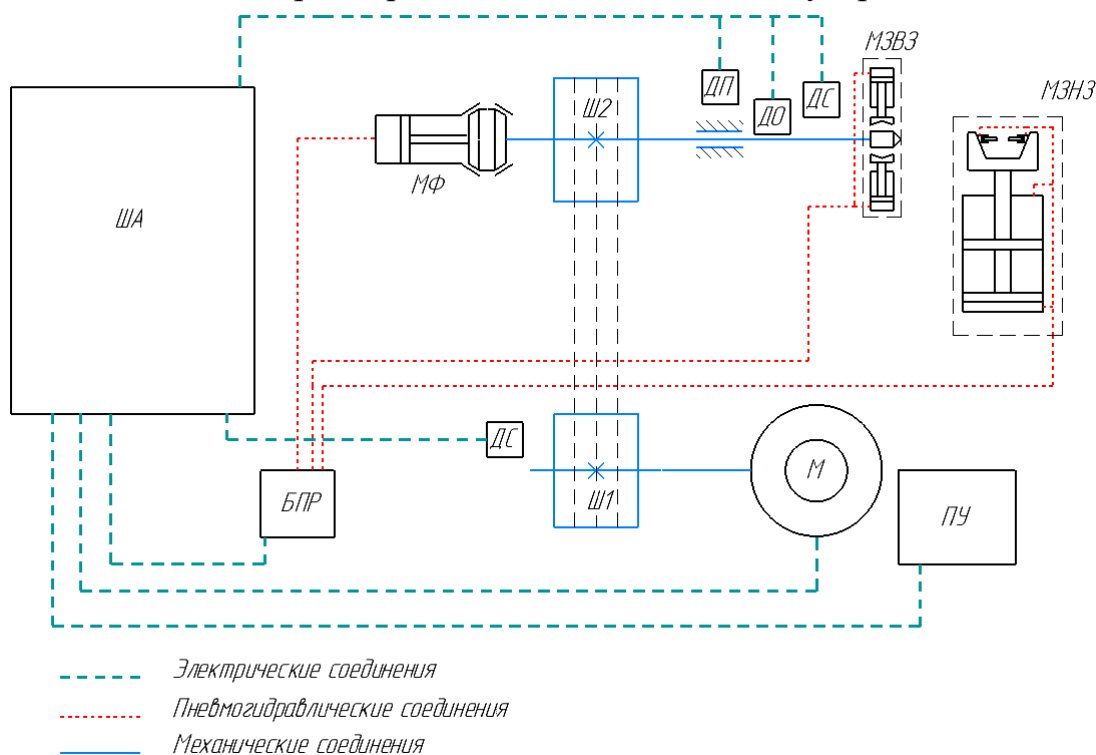 МЗВЗ
МЗНЗ
ДП
ДО
ДС
Ш2
МФ
ША
ДС
Ш1
М
БПР
ПУ
Электрические соединения
Пневмогидравлические соединения
Механические соединения